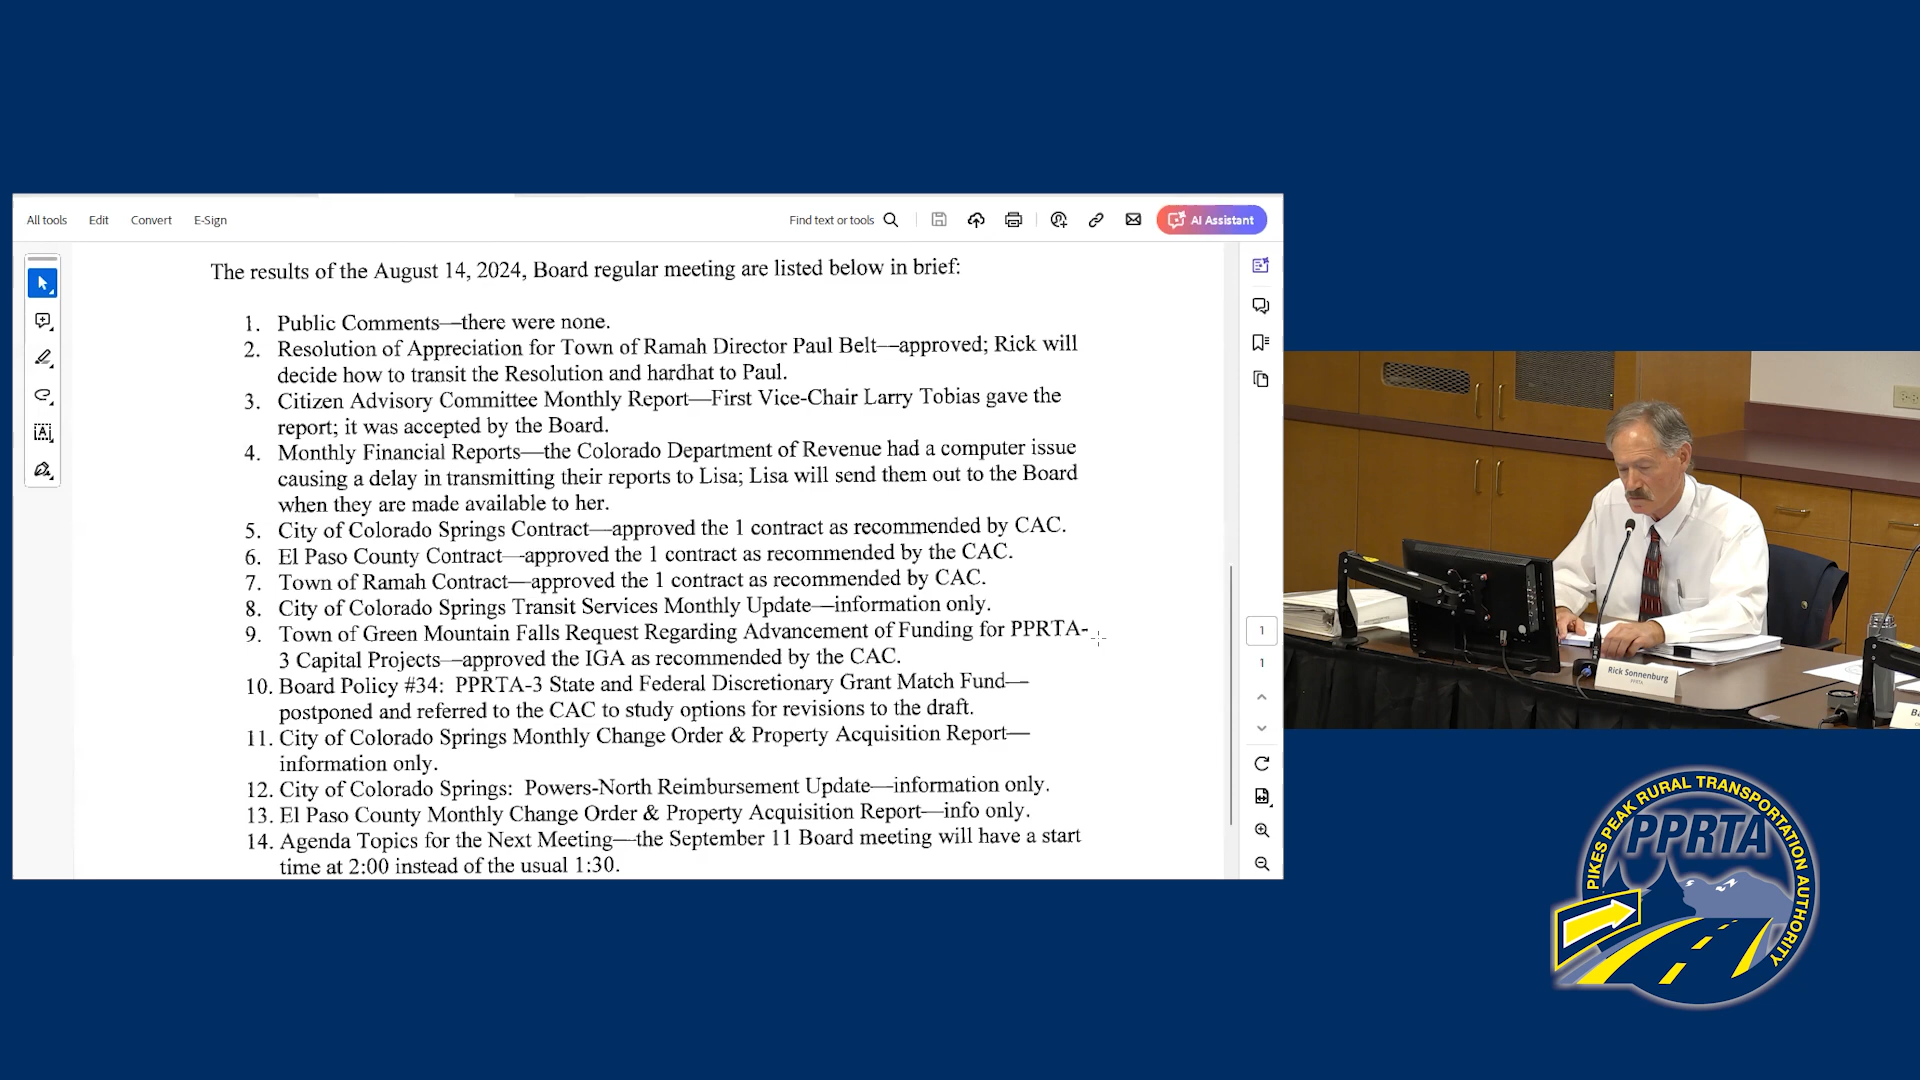 All tools Edit Convert E-Sign Find text or tools AI Assistant
The results of the August 14, 2024, Board regular meeting are listed below in brief:
1. Public Comments—there were none.
2. Resolution of Appreciation for Town of Ramah Director Paul Belt—approved; Rick will
decide how to transit the Resolution and hardhat to Paul.
3. Citizen Advisory Committee Monthly Report—First Vice-Chair Larry Tobias gave the
report; it was accepted by the Board.
4. Monthly Financial Reports—the Colorado Department of Revenue had a computer issue
causing a delay in transmitting their reports to Lisa; Lisa will send them out to the Board
when they are made available to her.
5. City of Colorado Springs Contract—approved the 1 contract as recommended by CAC.
6. El Paso County Contract—approved the 1 contract as recommended by the CAC.
7. Town of Ramah Contract—approved the 1 contract as recommended by CAC.
8. City of Colorado Springs Transit Services Monthly Update—information only.
9. Town of Green Mountain Falls Request Regarding Advancement of Funding for PPRTA-
3 Capital Projects—approved the IGA as recommended by the CAC.
10. Board Policy #34: PPRTA-3 State and Federal Discretionary Grant Match Fund—
postponed and referred to the CAC to study options for revisions to the draft.
11. City of Colorado Springs Monthly Change Order & Property Acquisition Report—
information only.
12. City of Colorado Springs: Powers-North Reimbursement Update—information only.
13. El Paso County Monthly Change Order & Property Acquisition Report—info only.
14. Agenda Topics for the Next Meeting—the September 11 Board meeting will have a start
time at 2:00 instead of the usual 1:30.
1
1
Rick Sonnenburg
PPRTA
PIKES PEAK RURAL TRANSPORTATION AUTHORITY
PPRTA